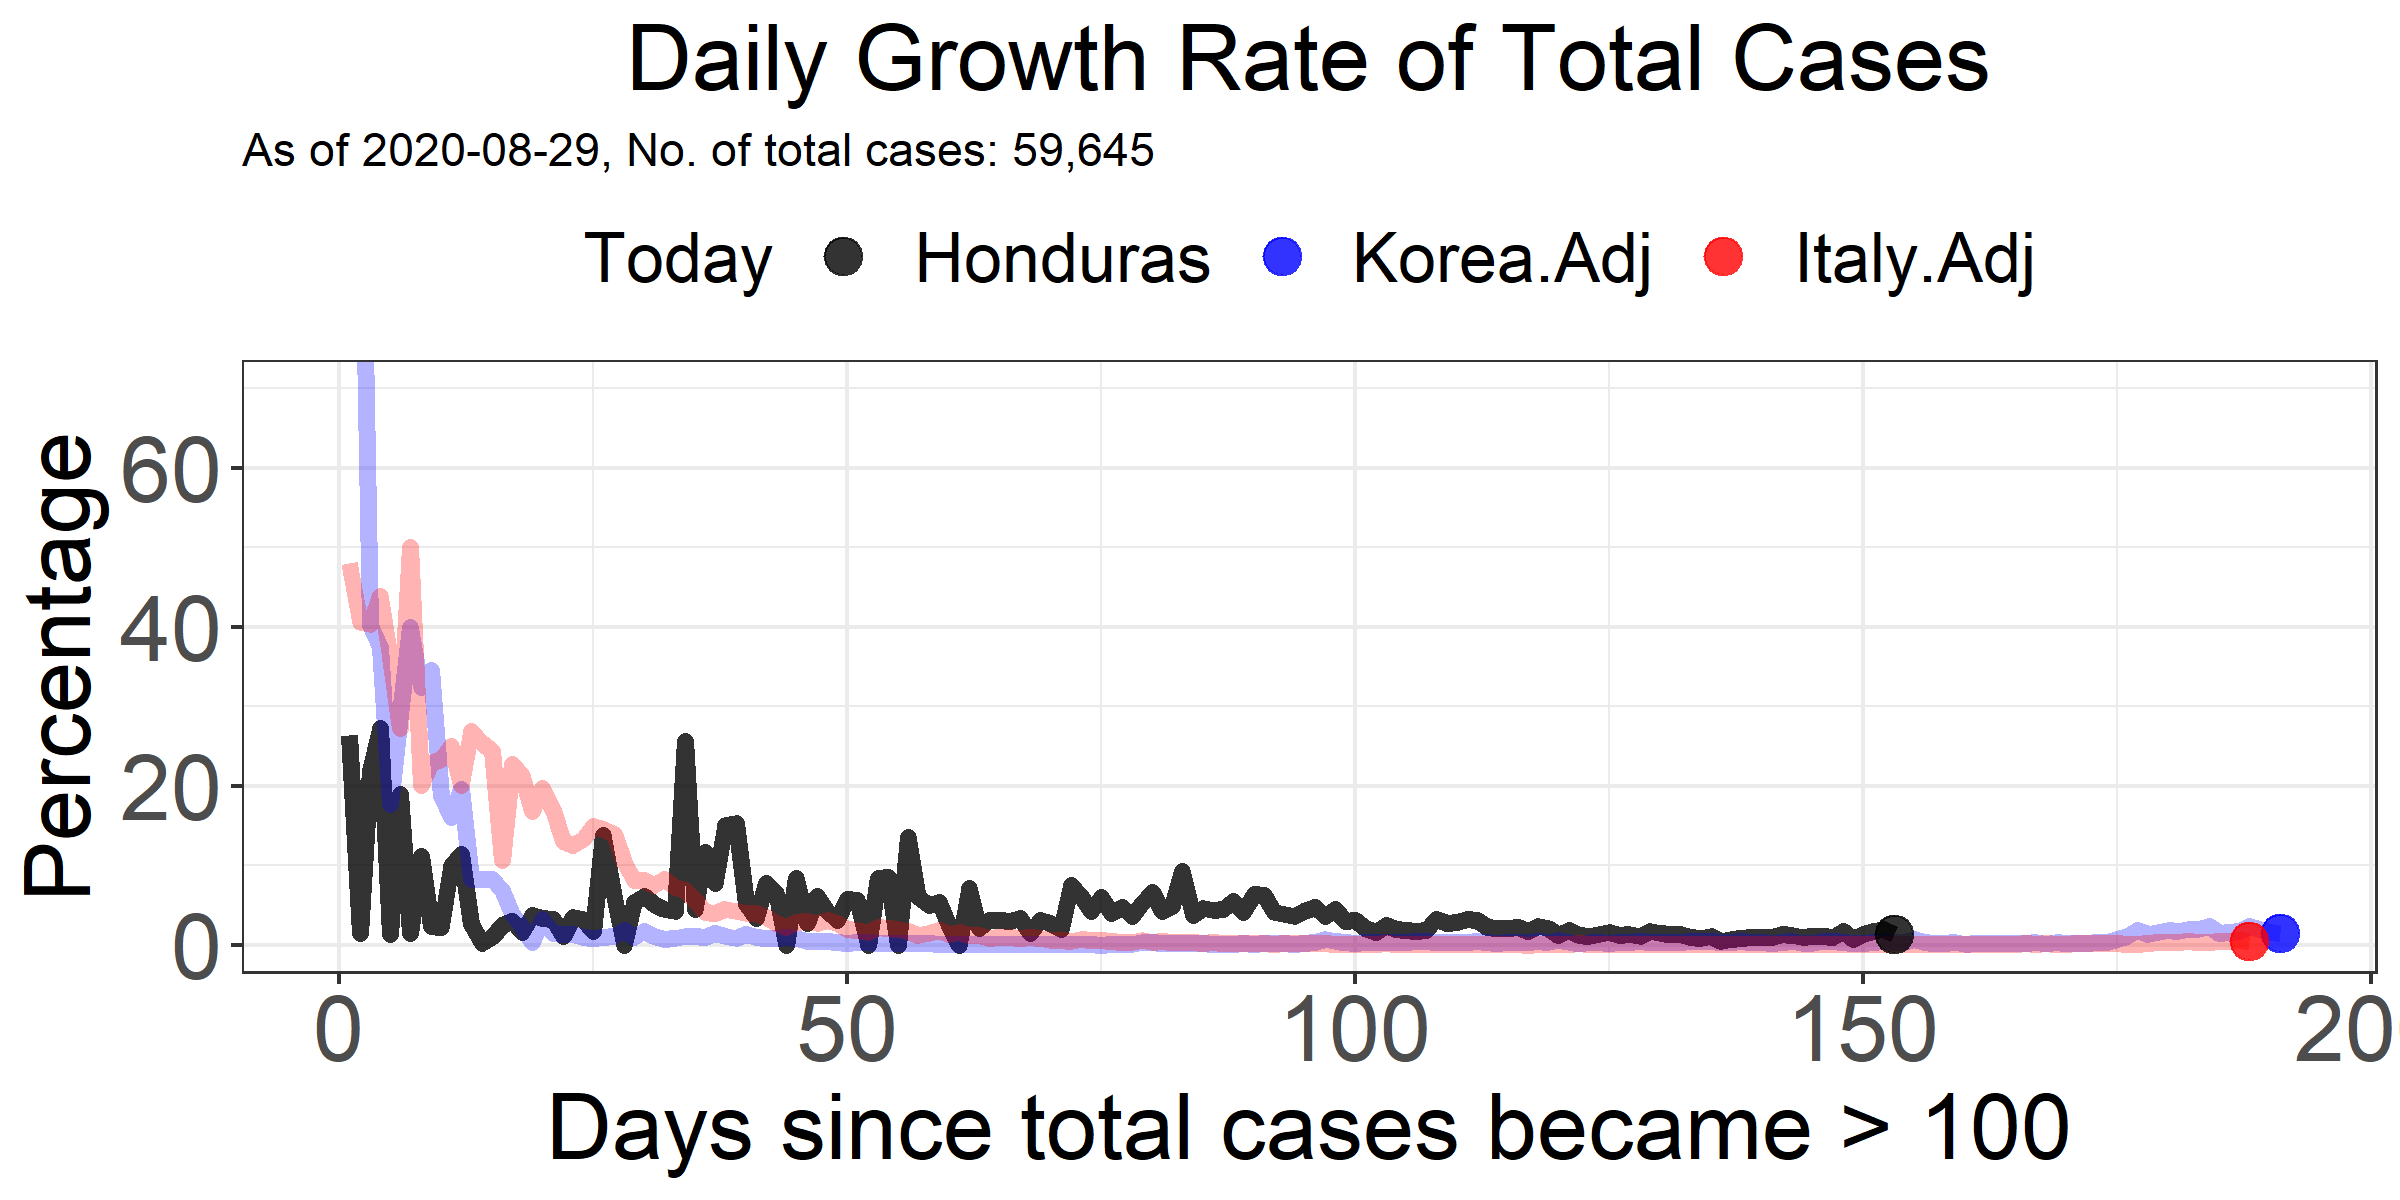 Daily Growth Rate of Total Cases
As of 2020-08-29, No. of total cases: 59,645
Today Honduras Korea.Adj Italy.Adj
Percentage
60
40
20
0
0 50 100 150 20
Days since total cases became > 100